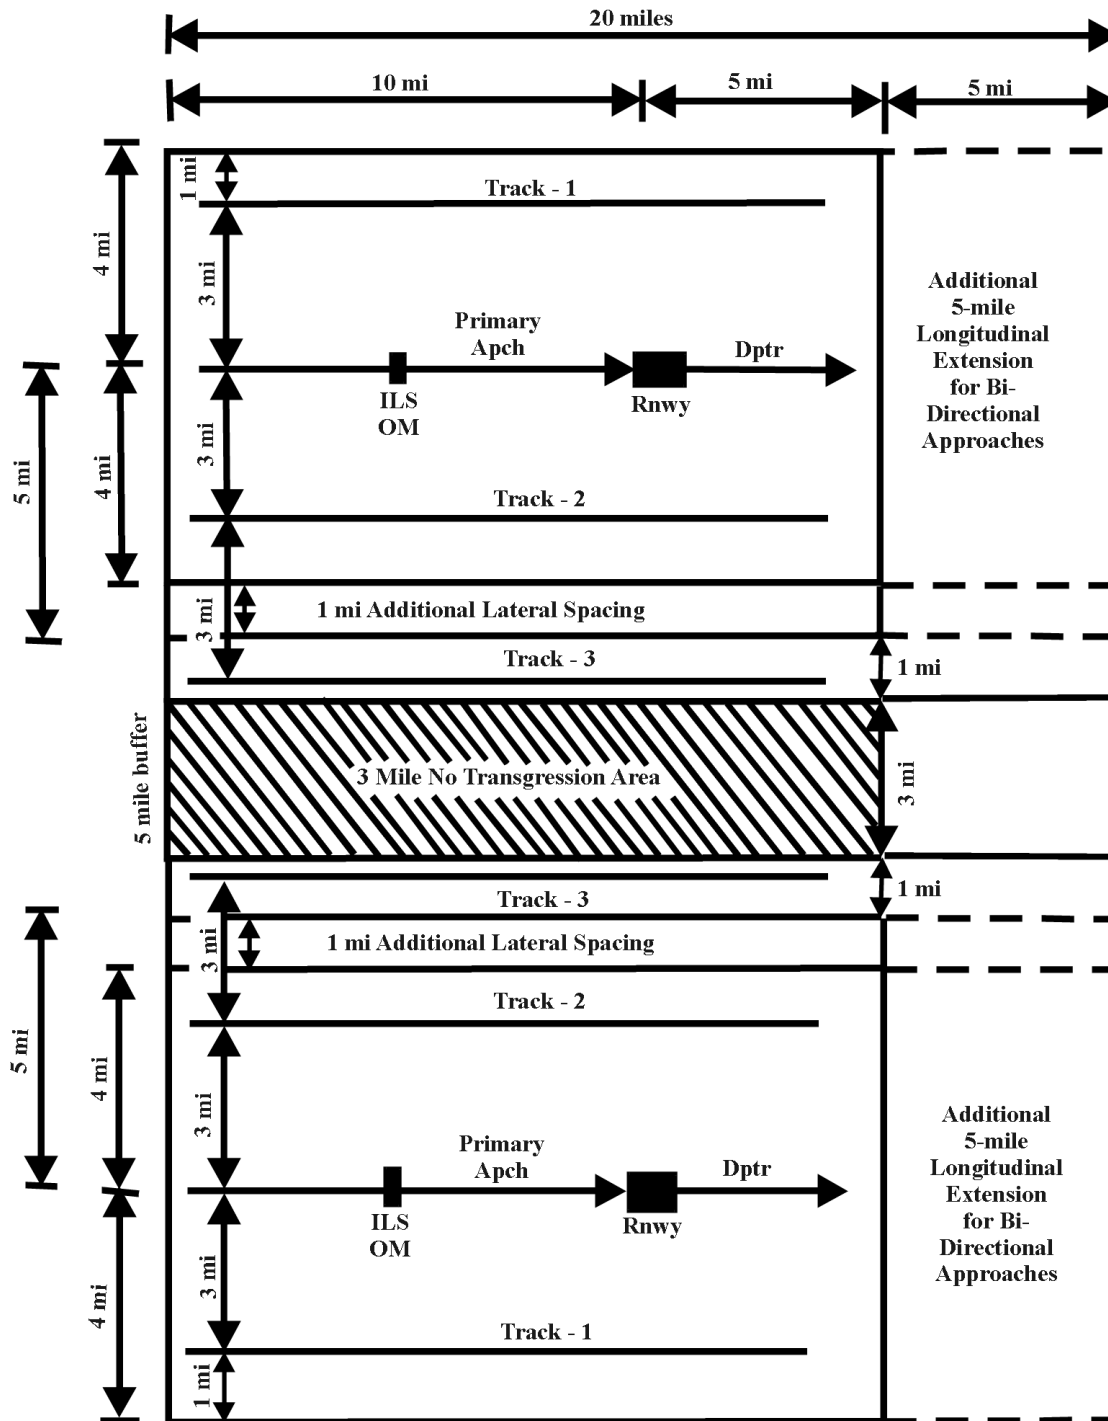 20 miles
10 mi
5 mi
5 mi
1 mi
Track - 1
4 mi
3 mi
Primary
Apch
Dptr
ILS
OM
Rnwy
Additional
5-mile
Longitudinal
Extension
for Bi-
Directional
Approaches
5 mi
4 mi
3 mi
Track - 2
3 mi
1 mi Additional Lateral Spacing
Track - 3
1 mi
5 mile buffer
3 Mile No Transgression Area
3 mi
Track - 3
1 mi
3 mi
1 mi Additional Lateral Spacing
Track - 2
5 mi
4 mi
3 mi
Primary
Apch
Dptr
ILS
OM
Rnwy
Additional
5-mile
Longitudinal
Extension
for Bi-
Directional
Approaches
4 mi
3 mi
Track - 1
1 mi